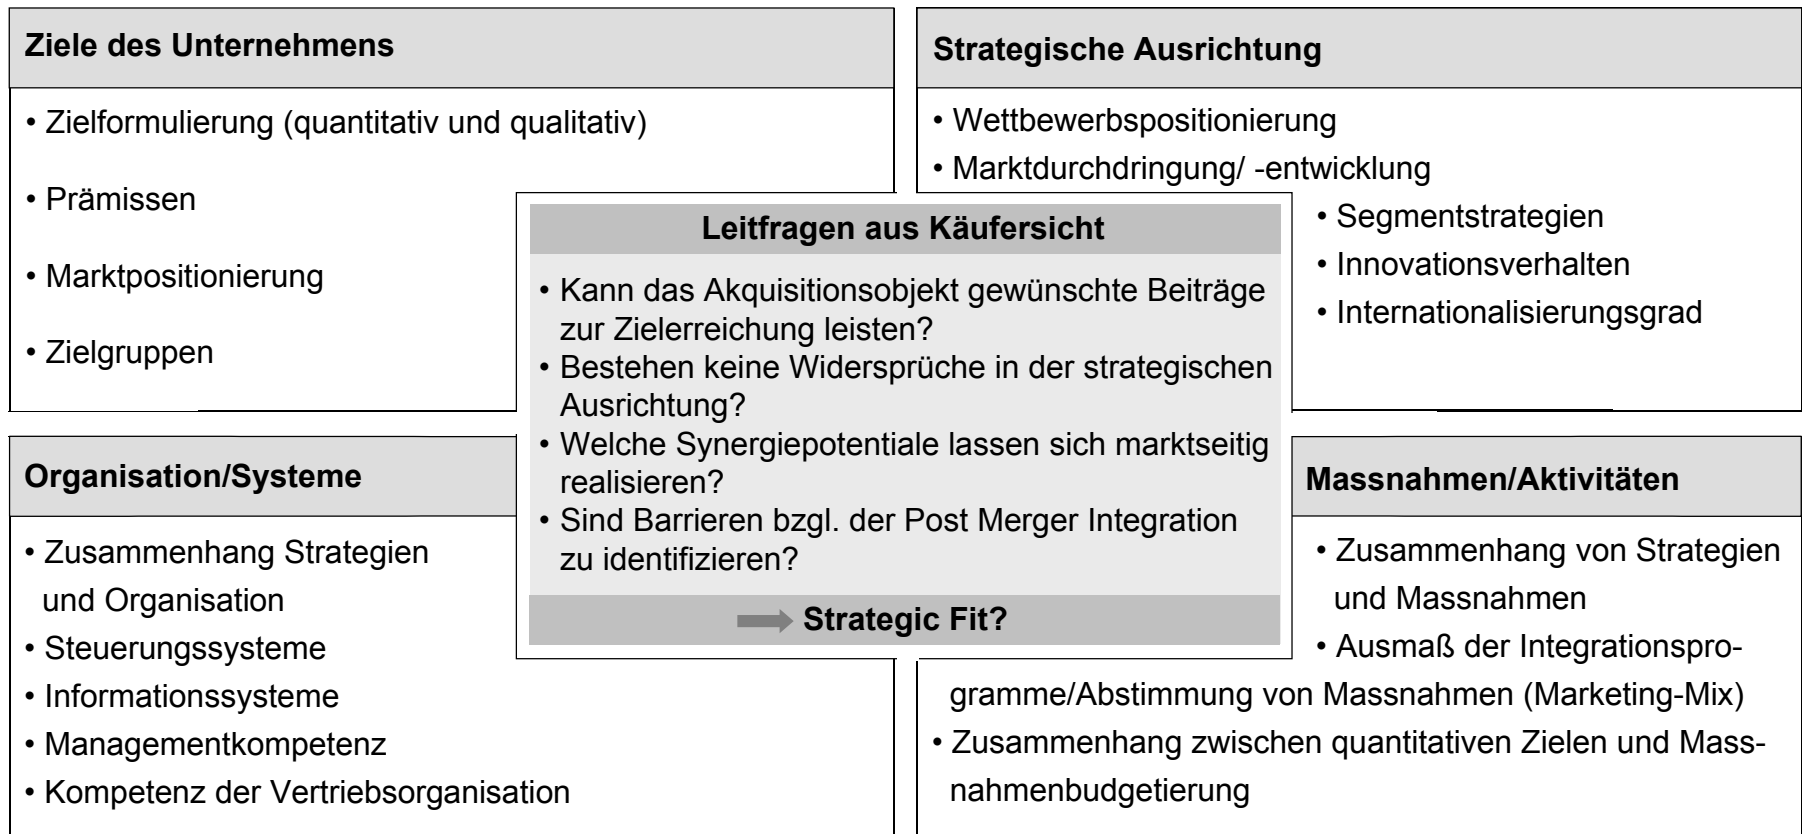 Ziele des Unternehmens
• Zielformulierung (quantitativ und qualitativ)
• Prämissen
• Marktpositionierung
• Zielgruppen
Strategische Ausrichtung
• Wettbewerbspositionierung
• Marktdurchdringung/ -entwicklung
• Segmentstrategien
• Innovationsverhalten
• Internationalisierungsgrad
Leitfragen aus Käufersicht
• Kann das Akquisitionsobjekt gewünschte Beiträge
zur Zielerreichung leisten?
• Bestehen keine Widersprüche in der strategischen
Ausrichtung?
• Welche Synergiepotentiale lassen sich marktseitig
realisieren?
• Sind Barrieren bzgl. der Post Merger Integration
zu identifizieren?
Strategic Fit?
Organisation/Systeme
• Zusammenhang Strategien
und Organisation
• Steuerungssysteme
• Informationssysteme
• Managementkompetenz
• Kompetenz der Vertriebsorganisation
Massnahmen/Aktivitäten
• Zusammenhang von Strategien
und Massnahmen
• Ausmaß der Integrationspro-
gramme/Abstimmung von Massnahmen (Marketing-Mix)
• Zusammenhang zwischen quantitativen Zielen und Mass-
nahmenbudgetierung